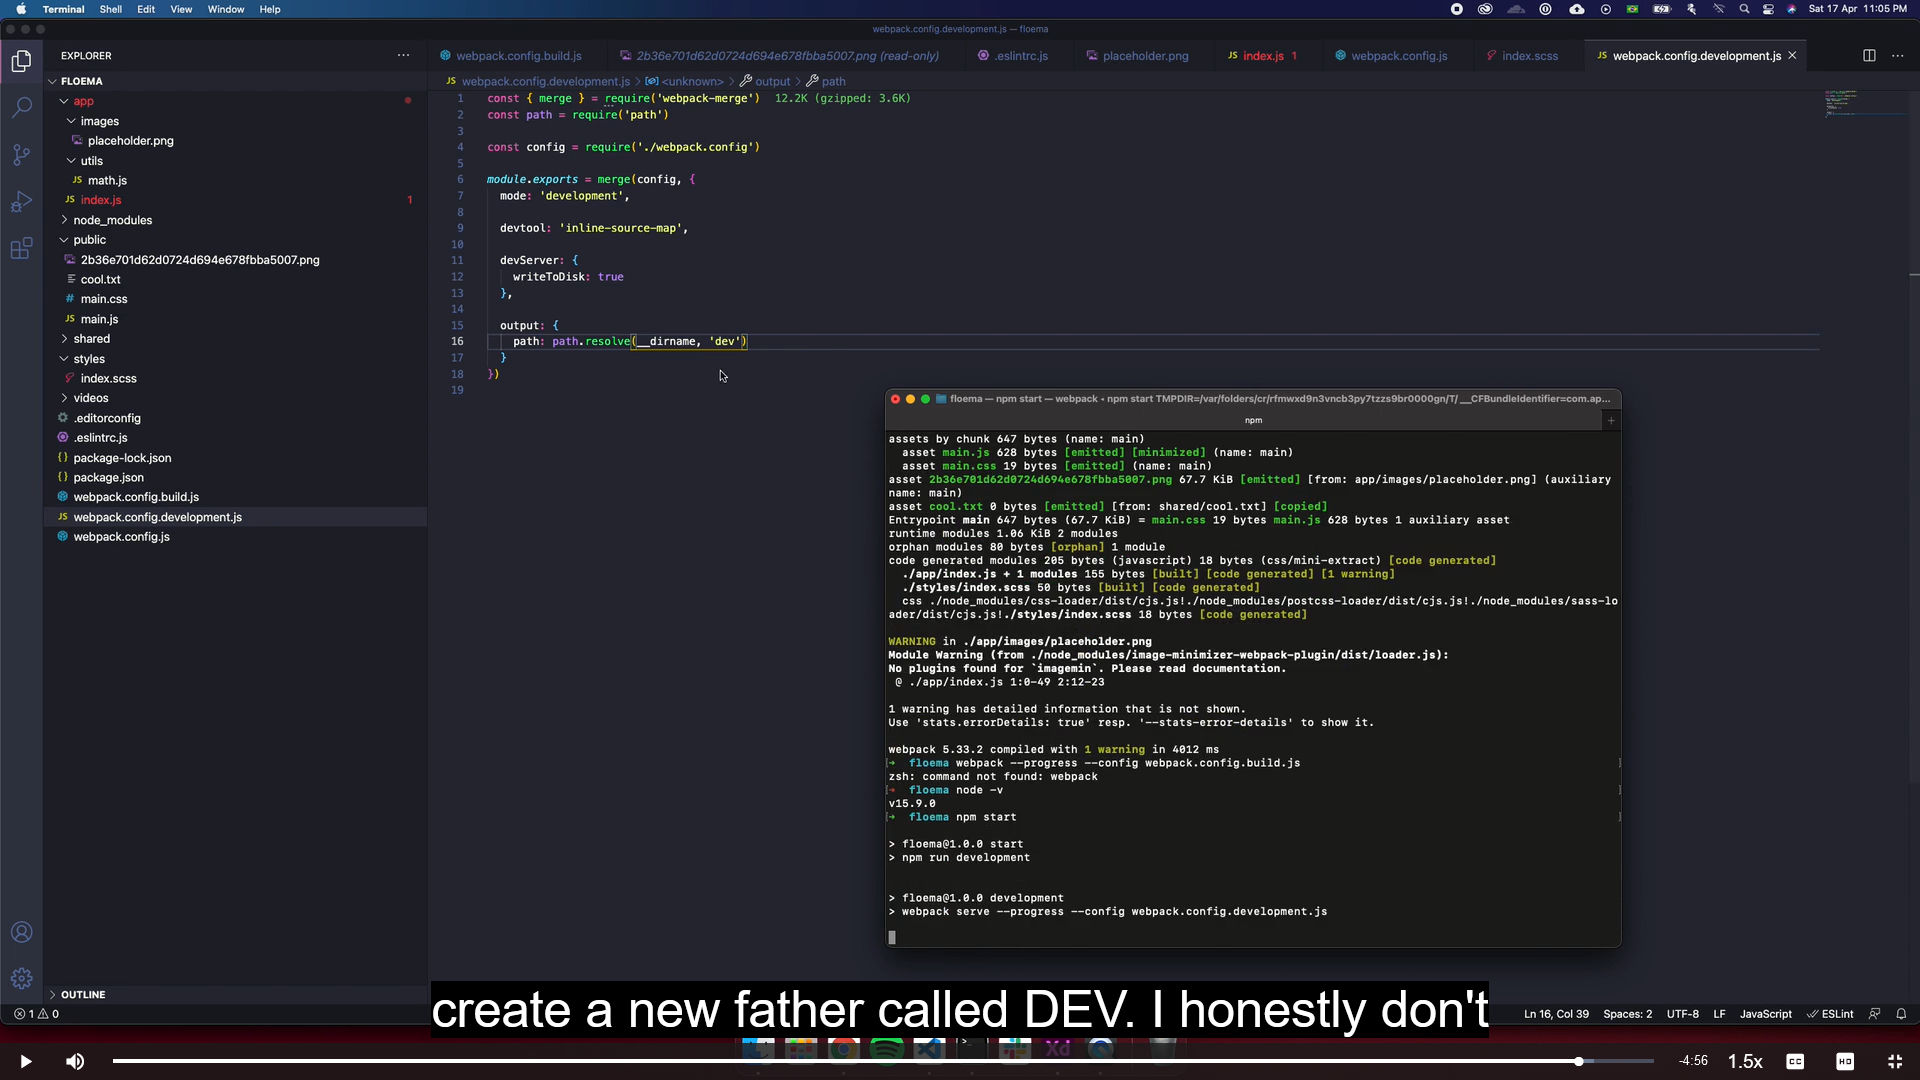 Terminal Shell Edit View Window Help
Sat 17 Apr 11:05 PM
webpack.config.development.js — floema
EXPLORER
FLOEMA
app
images
placeholder.png
utils
math.js
index.js 1
node_modules
public
2b36e701d62d0724d694e678fbba5007.png
cool.txt
main.css
main.js
shared
styles
index.scss
videos
.editorconfig
.eslintrc.js
package-lock.json
package.json
webpack.config.build.js
webpack.config.development.js
webpack.config.js
OUTLINE
webpack.config.build.js 2b36e701d62d0724d694e678fbba5007.png (read-only) .eslintrc.js placeholder.png index.js 1 webpack.config.js index.scss webpack.config.development.js
webpack.config.development.js > <unknown> > output > path
1 const { merge } = require('webpack-merge') 12.2K (gzipped: 3.6K)
2 const path = require('path')
3
4 const config = require('./webpack.config')
5
6 module.exports = merge(config, {
7 mode: 'development',
8
9 devtool: 'inline-source-map',
10
11 devServer: {
12 writeToDisk: true
13 },
14
15 output: {
16 path: path.resolve(__dirname, 'dev')
17 }
18 })
19
floema — npm start — webpack ◂ npm start TMPDIR=/var/folders/cr/rfmwxd9n3vncb3py7tzzs9br0000gn/T/ __CFBundleIdentifier=com.ap...
npm
assets by chunk 647 bytes (name: main)
asset main.js 628 bytes [emitted] [minimized] (name: main)
asset main.css 19 bytes [emitted] (name: main)
asset 2b36e701d62d0724d694e678fbba5007.png 67.7 KiB [emitted] [from: app/images/placeholder.png] (auxiliary
name: main)
asset cool.txt 0 bytes [emitted] [from: shared/cool.txt] [copied]
Entrypoint main 647 bytes (67.7 KiB) = main.css 19 bytes main.js 628 bytes 1 auxiliary asset
runtime modules 1.06 KiB 2 modules
orphan modules 80 bytes [orphan] 1 module
code generated modules 205 bytes (javascript) 18 bytes (css/mini-extract) [code generated]
./app/index.js + 1 modules 155 bytes [built] [code generated] [1 warning]
./styles/index.scss 50 bytes [built] [code generated]
css ./node_modules/css-loader/dist/cjs.js!./node_modules/postcss-loader/dist/cjs.js!./node_modules/sass-lo
ader/dist/cjs.js!./styles/index.scss 18 bytes [code generated]
WARNING in ./app/images/placeholder.png
Module Warning (from ./node_modules/image-minimizer-webpack-plugin/dist/loader.js):
No plugins found for `imagemin`. Please read documentation.
@ ./app/index.js 1:0-49 2:12-23
1 warning has detailed information that is not shown.
Use 'stats.errorDetails: true' resp. '--stats-error-details' to show it.
webpack 5.33.2 compiled with 1 warning in 4012 ms
→ floema webpack --progress --config webpack.config.build.js
zsh: command not found: webpack
→ floema node -v
v15.9.0
→ floema npm start
> floema@1.0.0 start
> npm run development
> floema@1.0.0 development
> webpack serve --progress --config webpack.config.development.js
create a new father called DEV. I honestly don't
1 0
Ln 16, Col 39 Spaces: 2 UTF-8 LF JavaScript ESLint
-4:56 1.5x CC HD